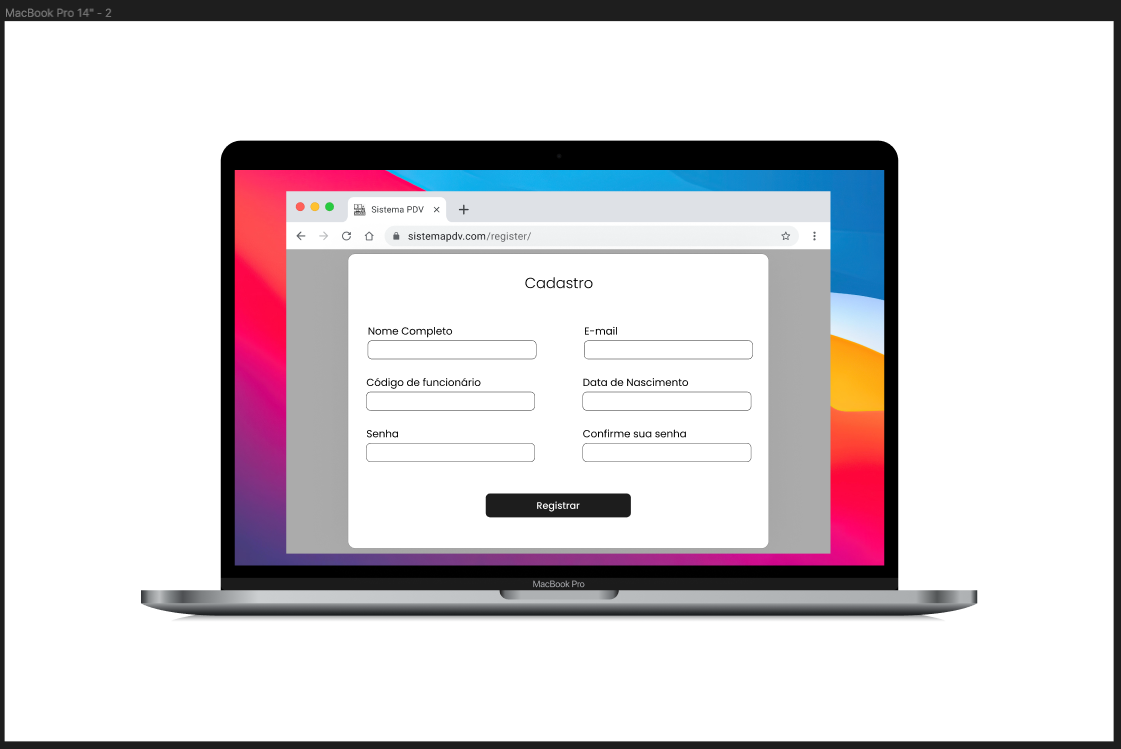 MacBook Pro 14" - 2
Sistema PDV
sistemapdv.com/register/
Cadastro
Nome Completo
E-mail
Código de funcionário
Data de Nascimento
Senha
Confirme sua senha
Registrar
MacBook Pro